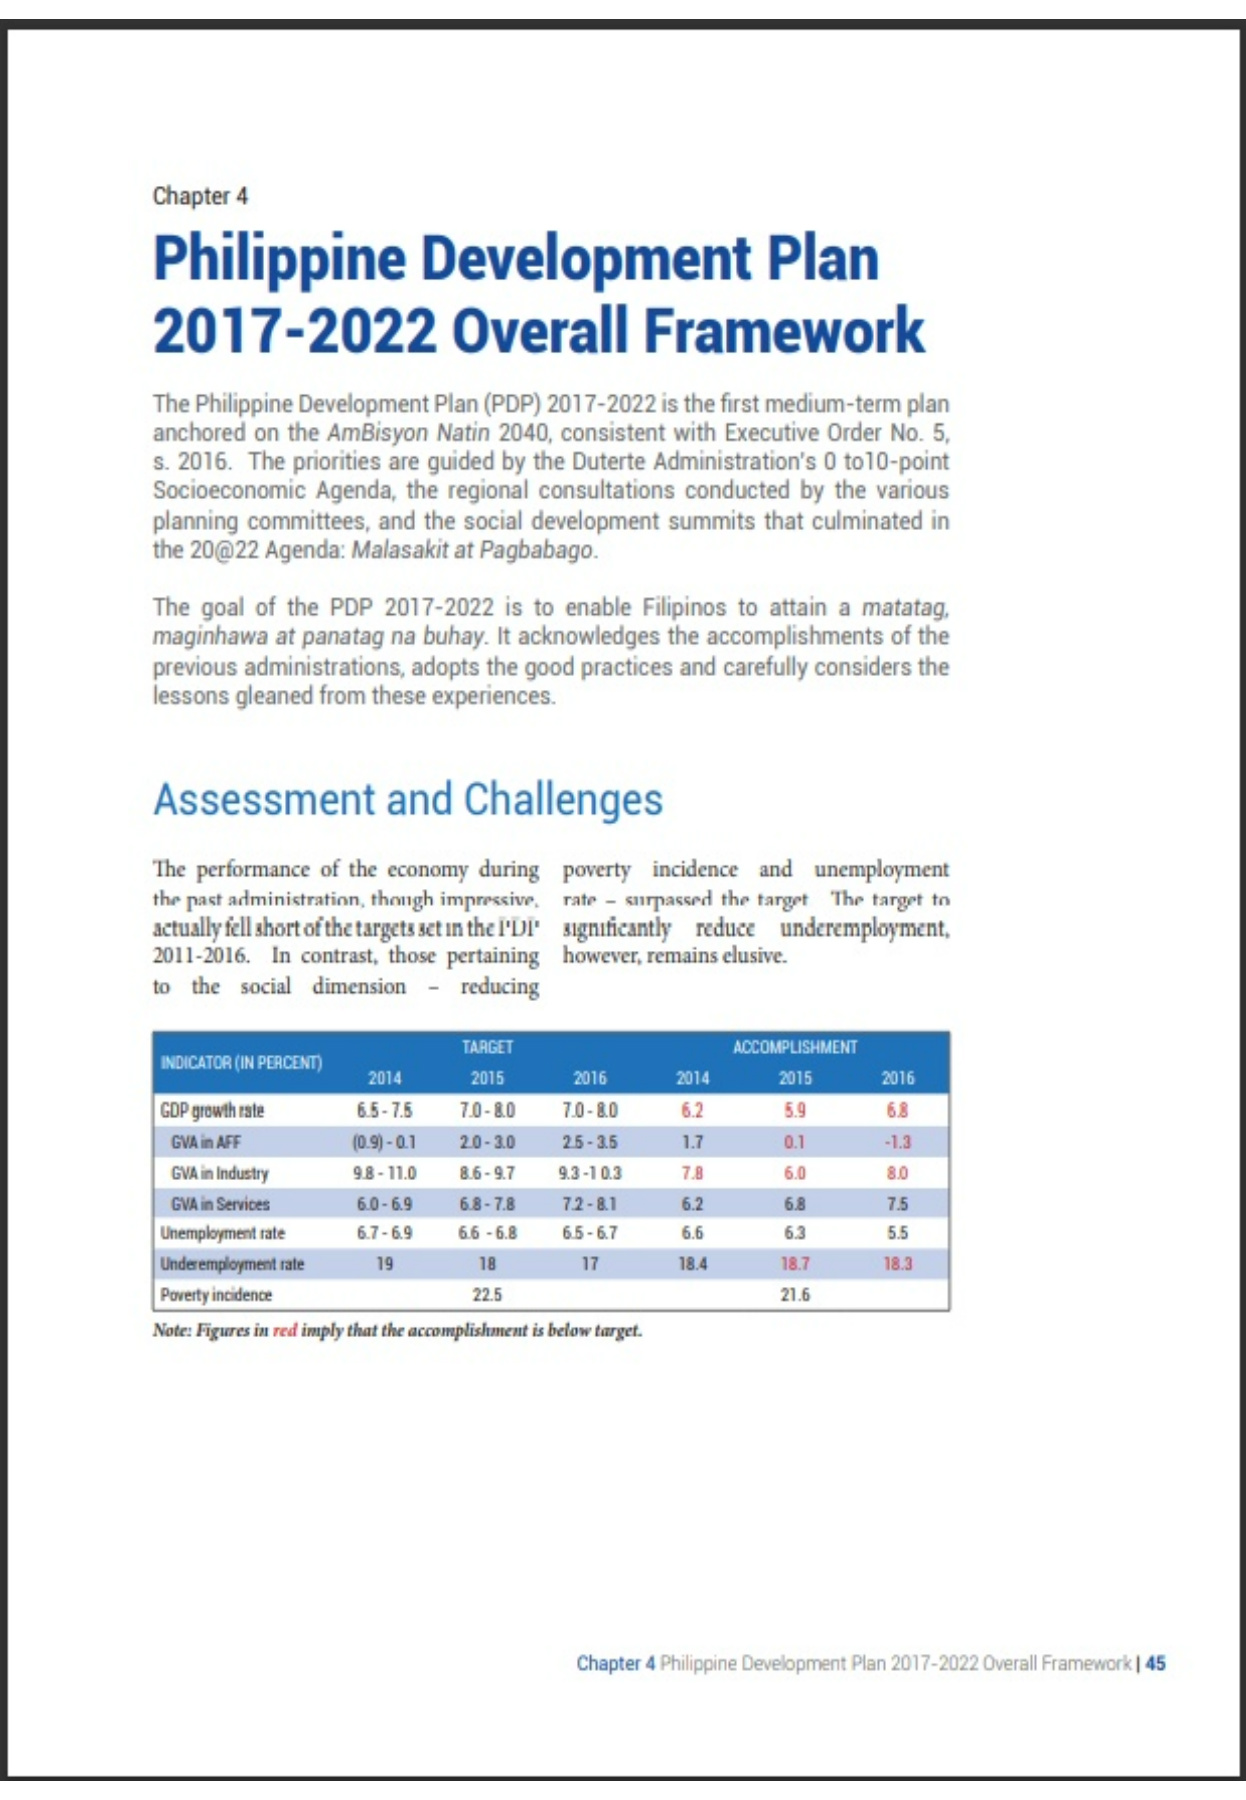 Chapter 4
Philippine Development Plan
2017-2022 Overall Framework
The Philippine Development Plan (PDP) 2017-2022 is the first medium-term plan
anchored on the AmBisyon Natin 2040, consistent with Executive Order No. 5,
s. 2016. The priorities are guided by the Duterte Administration's 0 to10-point
Socioeconomic Agenda, the regional consultations conducted by the various
planning committees, and the social development summits that culminated in
the 20@22 Agenda: Malasakit at Pagbabago.
The goal of the PDP 2017-2022 is to enable Filipinos to attain a matatag,
maginhawa at panatag na buhay. It acknowledges the accomplishments of the
previous administrations, adopts the good practices and carefully considers the
lessons gleaned from these experiences.
Assessment and Challenges
The performance of the economy during
the past administration, though impressive,
actually fell short of the targets set in the PDP
2011-2016. In contrast, those pertaining
to the social dimension – reducing
poverty incidence and unemployment
rate – surpassed the target. The target to
significantly reduce underemployment,
however, remains elusive.
INDICATOR (IN PERCENT) TARGET ACCOMPLISHMENT
2014 2015 2016 2014 2015 2016
GDP growth rate 6.5 - 7.5 7.0 - 8.0 7.0 - 8.0 6.2 5.9 6.8
GVA in AFF (0.9) - 0.1 2.0 - 3.0 2.5 - 3.5 1.7 0.1 -1.3
GVA in Industry 9.8 - 11.0 8.6 - 9.7 9.3 -1 0.3 7.8 6.0 8.0
GVA in Services 6.0 - 6.9 6.8 - 7.8 7.2 - 8.1 6.2 6.8 7.5
Unemployment rate 6.7 - 6.9 6.6 - 6.8 6.5 - 6.7 6.6 6.3 5.5
Underemployment rate 19 18 17 18.4 18.7 18.3
Poverty incidence 22.5 21.6
Note: Figures in red imply that the accomplishment is below target.
Chapter 4 Philippine Development Plan 2017-2022 Overall Framework | 45